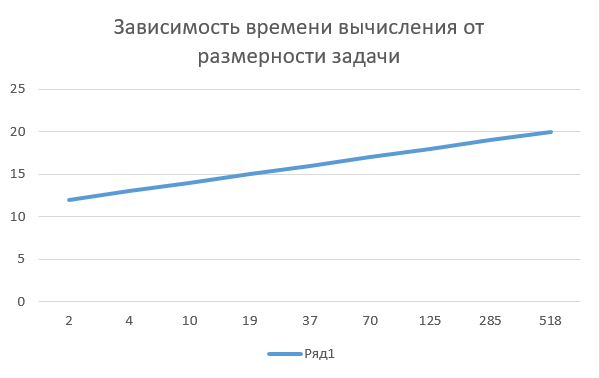 Зависимость времени вычисления от
размерности задачи
25
20
15
10
5
0
2 4 10 19 37 70 125 285 518
Ряд1